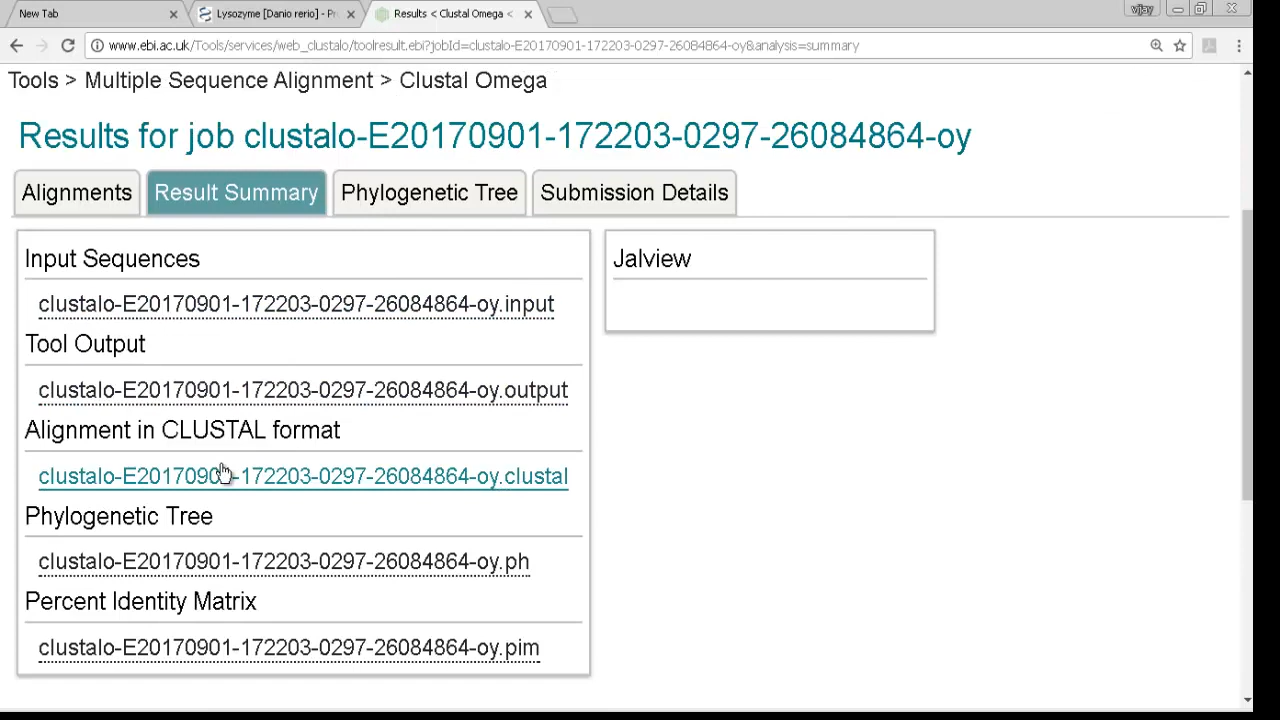 New Tab
Lysozyme [Danio rerio] - Pr
Results < Clustal Omega <
vijay
www.ebi.ac.uk/Tools/services/web_clustalo/toolresult.ebi?jobId=clustalo-E20170901-172203-0297-26084864-oy&analysis=summary
Tools > Multiple Sequence Alignment > Clustal Omega
Results for job clustalo-E20170901-172203-0297-26084864-oy
Alignments
Result Summary
Phylogenetic Tree
Submission Details
Input Sequences
clustalo-E20170901-172203-0297-26084864-oy.input
Tool Output
clustalo-E20170901-172203-0297-26084864-oy.output
Alignment in CLUSTAL format
clustalo-E20170901-172203-0297-26084864-oy.clustal
Phylogenetic Tree
clustalo-E20170901-172203-0297-26084864-oy.ph
Percent Identity Matrix
clustalo-E20170901-172203-0297-26084864-oy.pim
Jalview